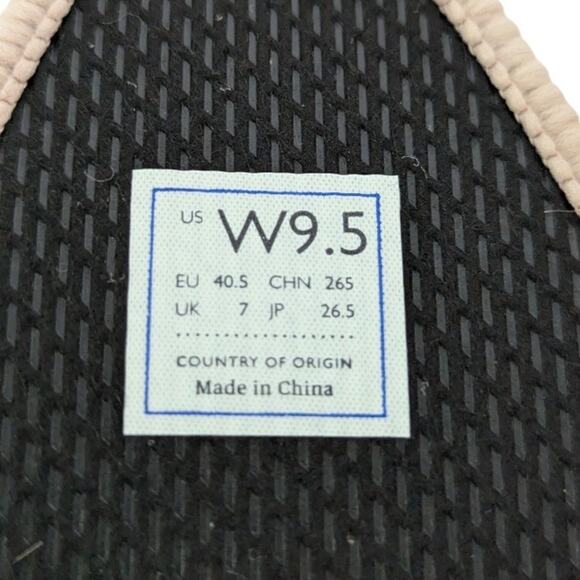 US W9.5
EU 40.5 CHN 265
UK 7 JP 26.5
COUNTRY OF ORIGIN
Made in China